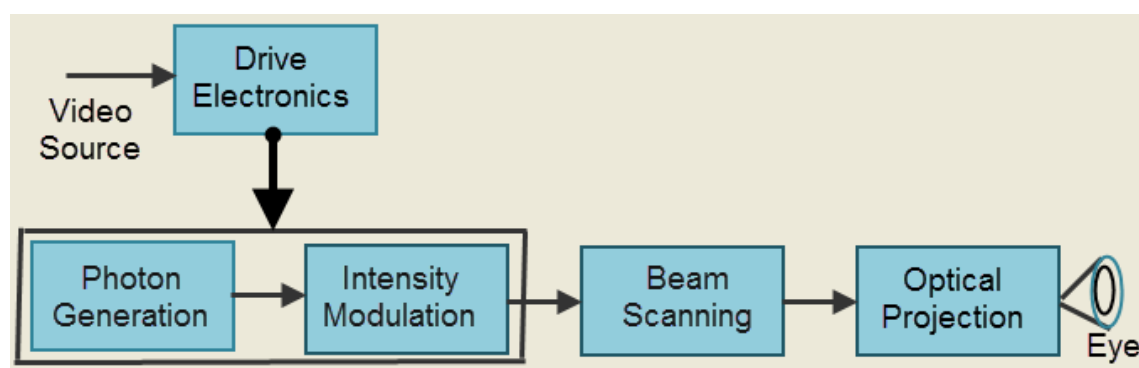 Drive
Electronics
Video
Source
Photon
Generation
Intensity
Modulation
Beam
Scanning
Optical
Projection
Eye